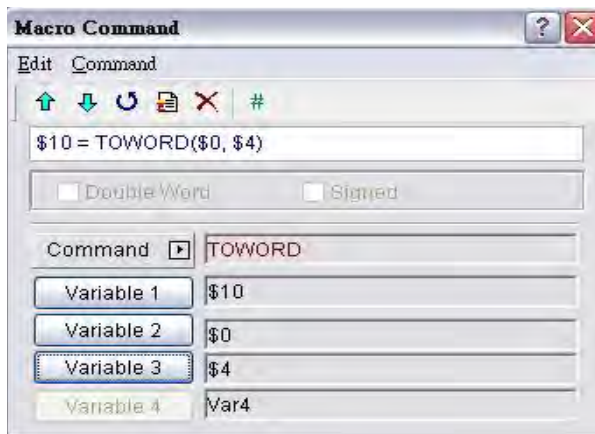 Macro Command
Edit Command
#
$10 = TOWORD($0, $4)
Double Word Signed
Command TOWORD
Variable 1 $10
Variable 2 $0
Variable 3 $4
Variable 4 Var4